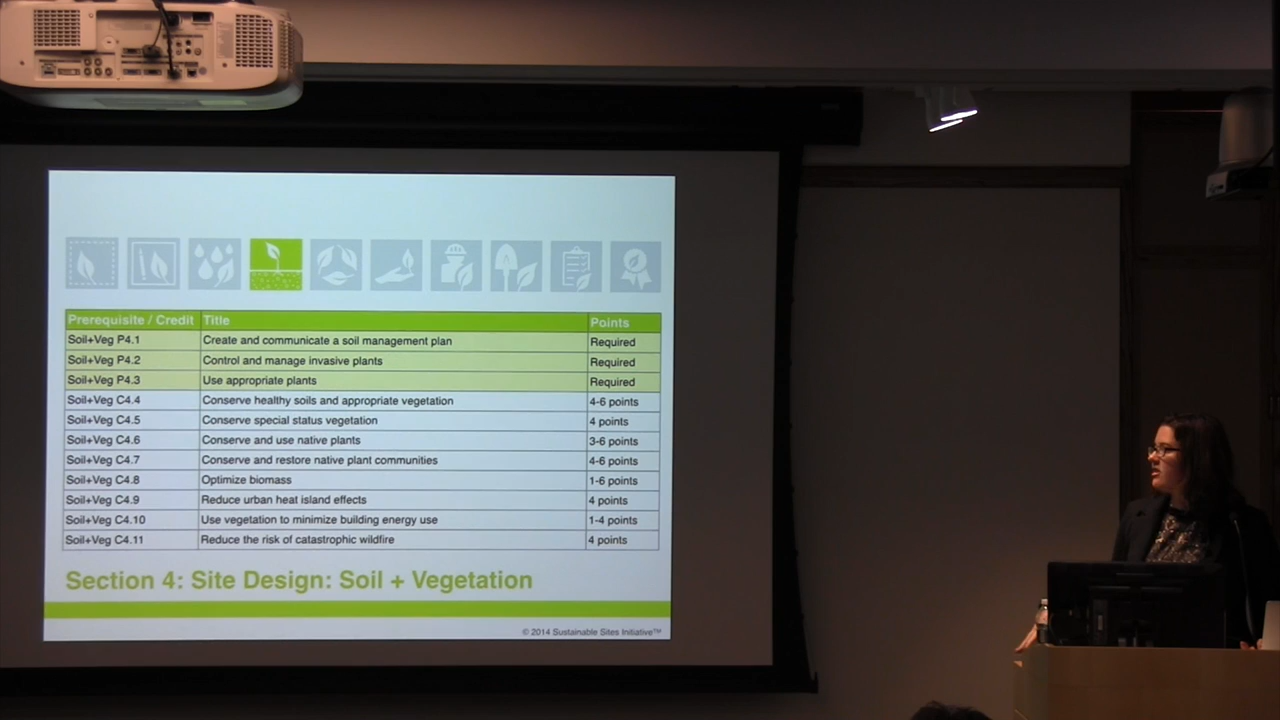 Prerequisite / Credit Title Points
Soil+Veg P4.1 Create and communicate a soil management plan Required
Soil+Veg P4.2 Control and manage invasive plants Required
Soil+Veg P4.3 Use appropriate plants Required
Soil+Veg C4.4 Conserve healthy soils and appropriate vegetation 4-6 points
Soil+Veg C4.5 Conserve special status vegetation 4 points
Soil+Veg C4.6 Conserve and use native plants 3-6 points
Soil+Veg C4.7 Conserve and restore native plant communities 4-6 points
Soil+Veg C4.8 Optimize biomass 1-6 points
Soil+Veg C4.9 Reduce urban heat island effects 4 points
Soil+Veg C4.10 Use vegetation to minimize building energy use 1-4 points
Soil+Veg C4.11 Reduce the risk of catastrophic wildfire 4 points
Section 4: Site Design: Soil + Vegetation
© 2014 Sustainable Sites Initiative™